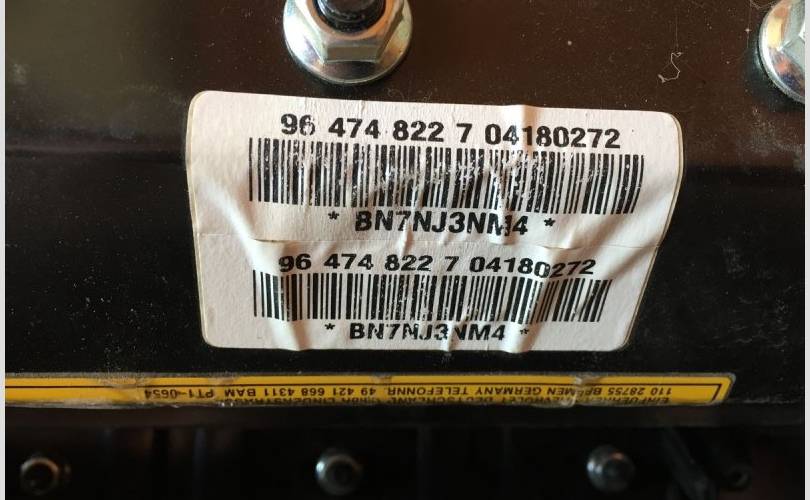 96 474 822 7 04180272
* BN7NJ3NM4 *
96 474 822 7 04180272
* BN7NJ3NM4 *
110 28755 BREMEN GERMANY TELEFONNR. 49 421 668 4311 BAM PT1-0654